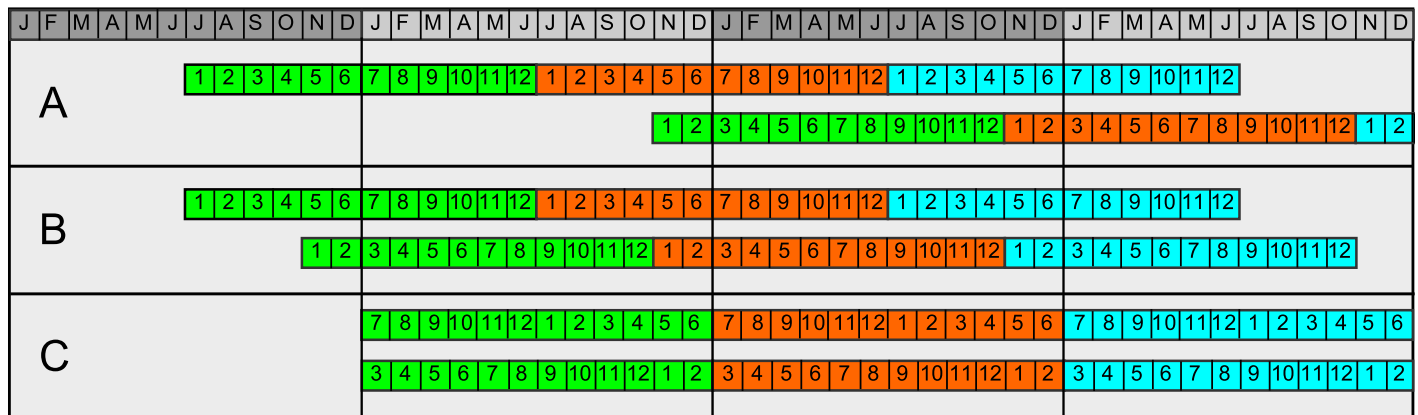 J F M A M J J A S O N D J F M A M J J A S O N D J F M A M J J A S O N D J F M A M J J A S O N D
1 2 3 4 5 6 7 8 9 10 11 12 1 2 3 4 5 6 7 8 9 10 11 12 1 2 3 4 5 6 7 8 9 10 11 12
A
1 2 3 4 5 6 7 8 9 10 11 12 1 2 3 4 5 6 7 8 9 10 11 12 1 2
1 2 3 4 5 6 7 8 9 10 11 12 1 2 3 4 5 6 7 8 9 10 11 12 1 2 3 4 5 6 7 8 9 10 11 12
B
1 2 3 4 5 6 7 8 9 10 11 12 1 2 3 4 5 6 7 8 9 10 11 12 1 2 3 4 5 6 7 8 9 10 11 12
7 8 9 10 11 12 1 2 3 4 5 6 7 8 9 10 11 12 1 2 3 4 5 6 7 8 9 10 11 12 1 2 3 4 5 6
C
3 4 5 6 7 8 9 10 11 12 1 2 3 4 5 6 7 8 9 10 11 12 1 2 3 4 5 6 7 8 9 10 11 12 1 2